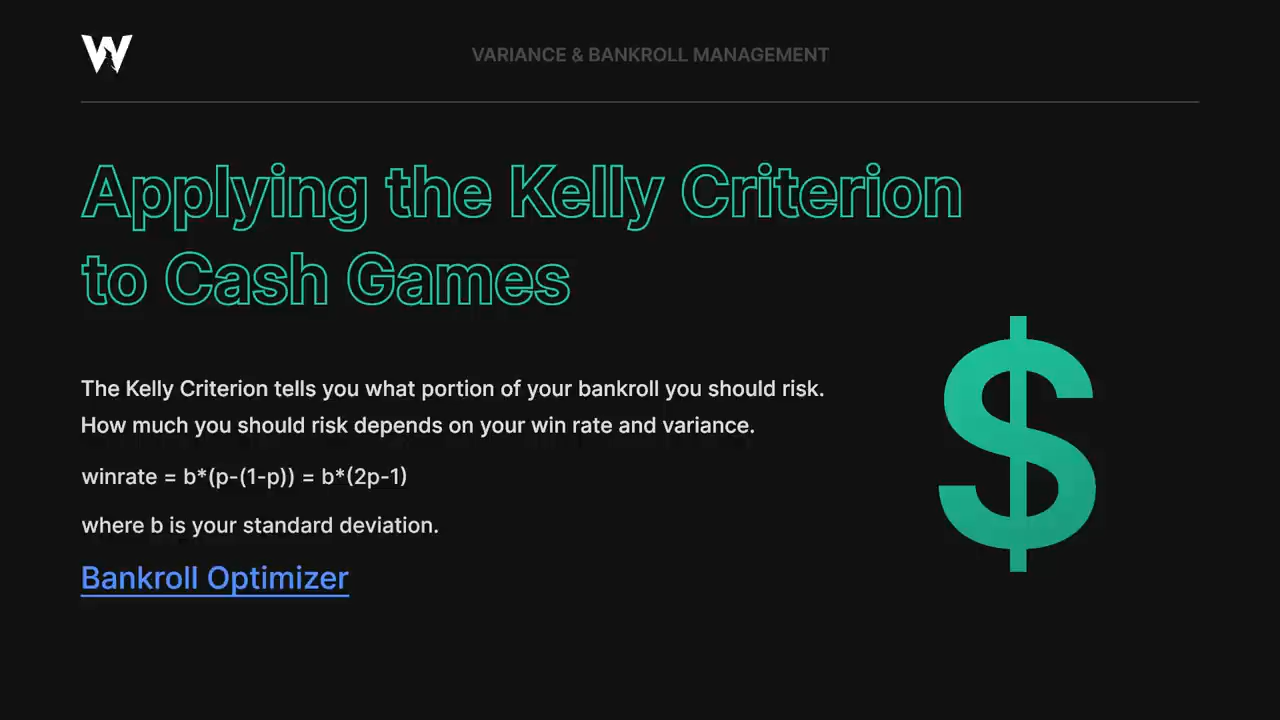 W
VARIANCE & BANKROLL MANAGEMENT
Applying the Kelly Criterion
to Cash Games
The Kelly Criterion tells you what portion of your bankroll you should risk.
How much you should risk depends on your win rate and variance.
winrate = b*(p-(1-p)) = b*(2p-1)
where b is your standard deviation.
Bankroll Optimizer
$